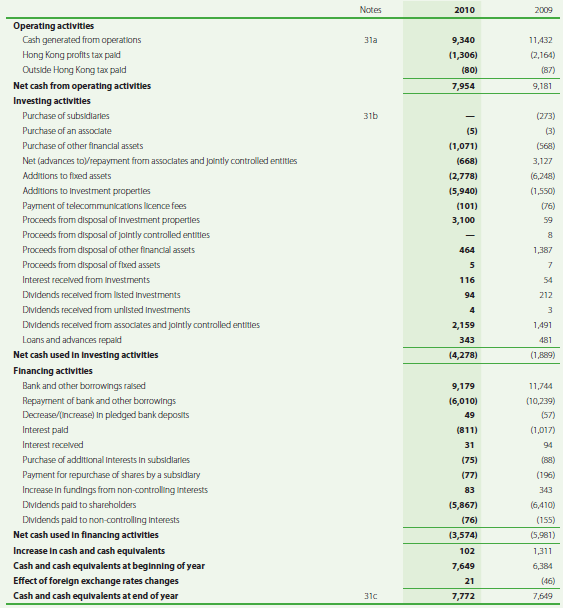 Notes 2010 2009
Operating activities
Cash generated from operations 31a 9,340 11,432
Hong Kong profits tax paid (1,306) (2,164)
Outside Hong Kong tax paid (80) (87)
Net cash from operating activities 7,954 9,181
Investing activities
Purchase of subsidiaries 31b — (273)
Purchase of an associate (5) (3)
Purchase of other financial assets (1,071) (568)
Net (advances to)/repayment from associates and jointly controlled entities (668) 3,127
Additions to fixed assets (2,778) (6,248)
Additions to investment properties (5,940) (1,550)
Payment of telecommunications licence fees (101) (76)
Proceeds from disposal of investment properties 3,100 59
Proceeds from disposal of jointly controlled entities — 8
Proceeds from disposal of other financial assets 464 1,387
Proceeds from disposal of fixed assets 5 7
Interest received from investments 116 54
Dividends received from listed investments 94 212
Dividends received from unlisted investments 4 3
Dividends received from associates and jointly controlled entities 2,159 1,491
Loans and advances repaid 343 481
Net cash used in investing activities (4,278) (1,889)
Financing activities
Bank and other borrowings raised 9,179 11,744
Repayment of bank and other borrowings (6,010) (10,239)
Decrease/(increase) in pledged bank deposits 49 (57)
Interest paid (811) (1,017)
Interest received 31 94
Purchase of additional interests in subsidiaries (75) (88)
Payment for repurchase of shares by a subsidiary (77) (196)
Increase in fundings from non-controlling interests 83 343
Dividends paid to shareholders (5,867) (6,410)
Dividends paid to non-controlling interests (76) (155)
Net cash used in financing activities (3,574) (5,981)
Increase in cash and cash equivalents 102 1,311
Cash and cash equivalents at beginning of year 7,649 6,384
Effect of foreign exchange rates changes 21 (46)
Cash and cash equivalents at end of year 31c 7,772 7,649